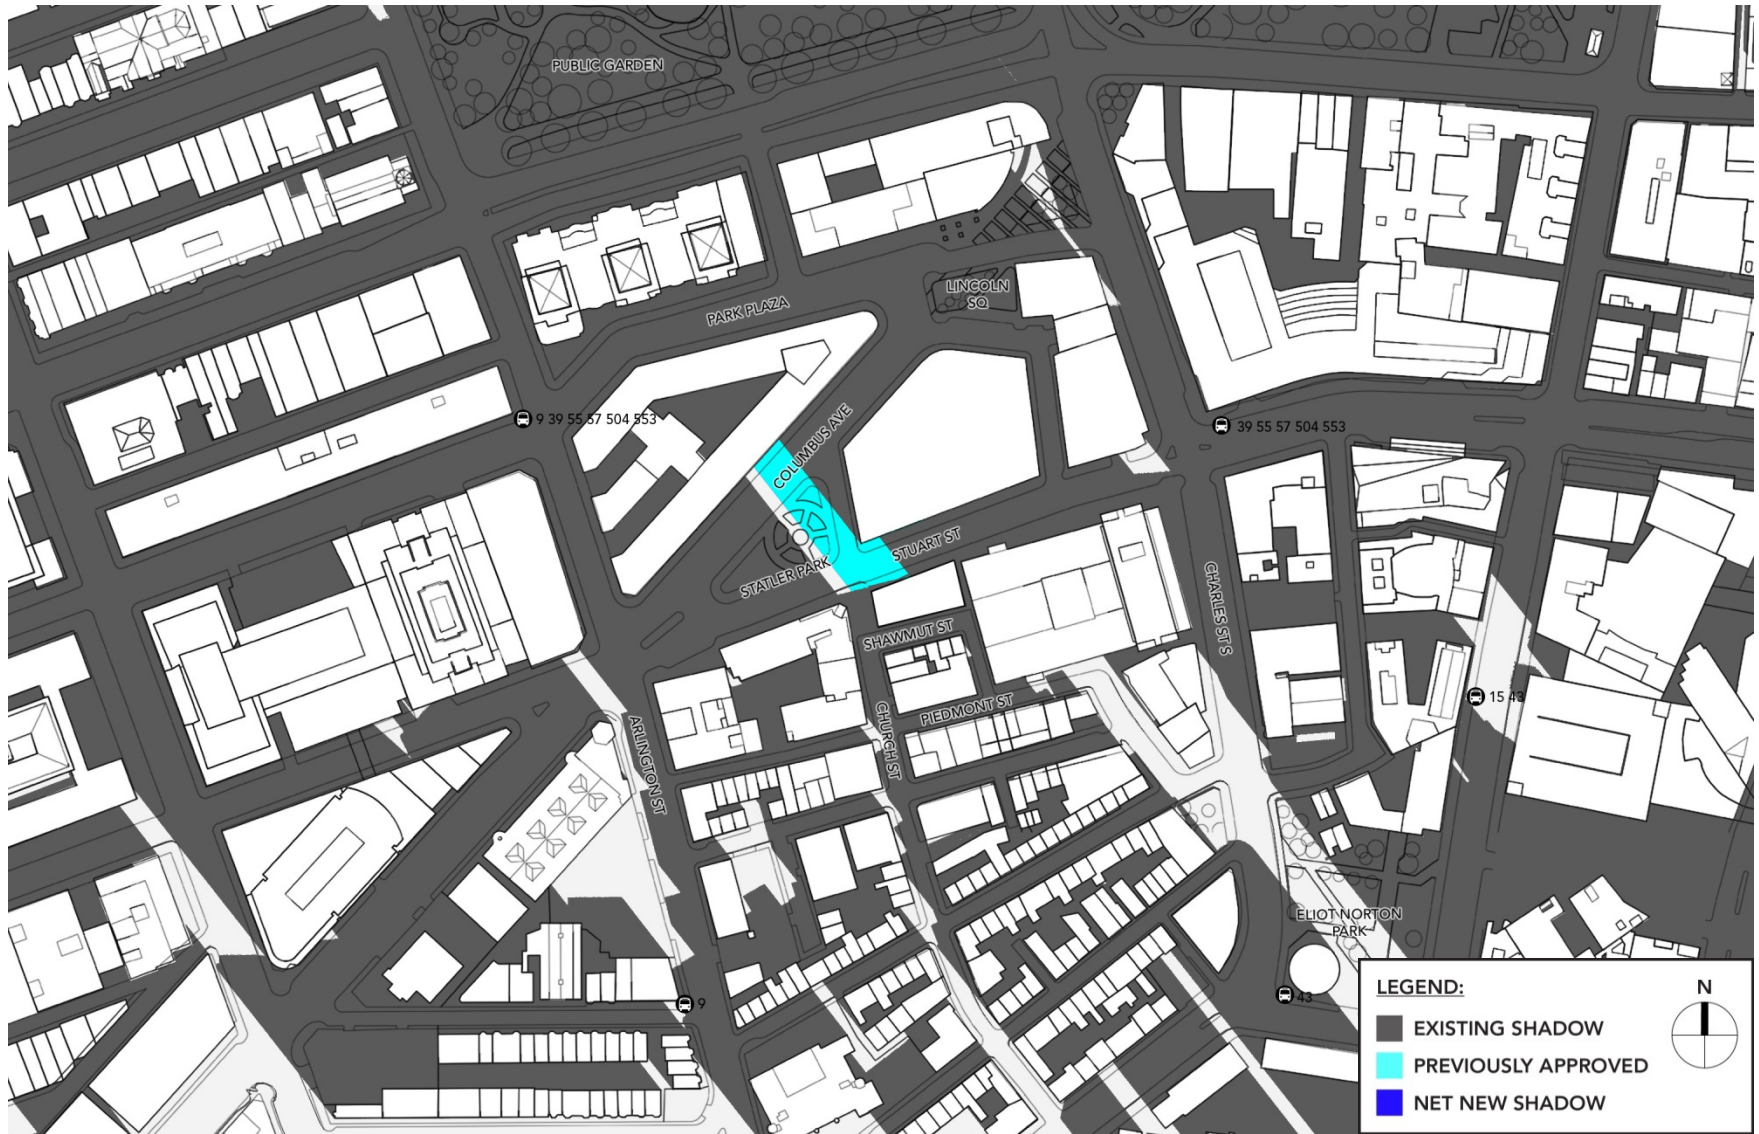 PUBLIC GARDEN
LINCOLN
SQ
PARK PLAZA
9 39 55 57 504 553
COLUMBUS AVE
39 55 57 504 553
STUART ST
STATLER PARK
SHAWMUT ST
CHARLES ST S
15 43
PIEDMONT ST
ARLINGTON ST
CHURCH ST
ELIOT NORTON
PARK
9
43
LEGEND:
N
EXISTING SHADOW
PREVIOUSLY APPROVED
NET NEW SHADOW